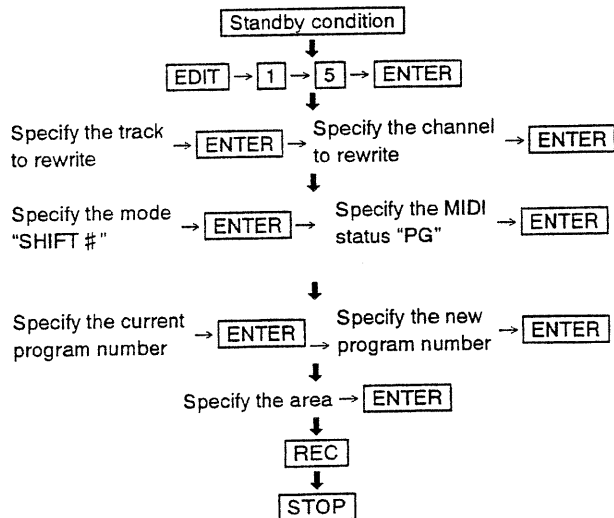 Standby condition
EDIT → 1 → 5 → ENTER
Specify the track to rewrite → ENTER → Specify the channel to rewrite → ENTER
Specify the mode "SHIFT ♯" → ENTER → Specify the MIDI status "PG" → ENTER
Specify the current program number → ENTER → Specify the new program number → ENTER
Specify the area → ENTER
REC
STOP